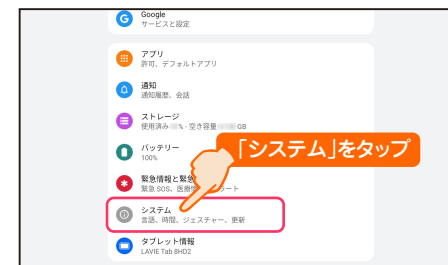 Google
サービスと設定
アプリ
許可、デフォルトアプリ
通知
通知履歴、会話
ストレージ
使用済み %- 空き容量 GB
バッテリー
100%
「システム」をタップ
緊急情報と緊急
緊急 SOS、医療 ート
システム
言語、時間、ジェスチャー、更新
タブレット情報
LAVIE Tab 8HD2